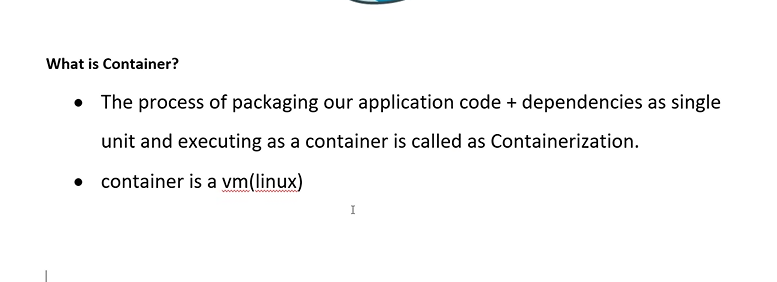 What is Container?
• The process of packaging our application code + dependencies as single
unit and executing as a container is called as Containerization.
• container is a vm(linux)